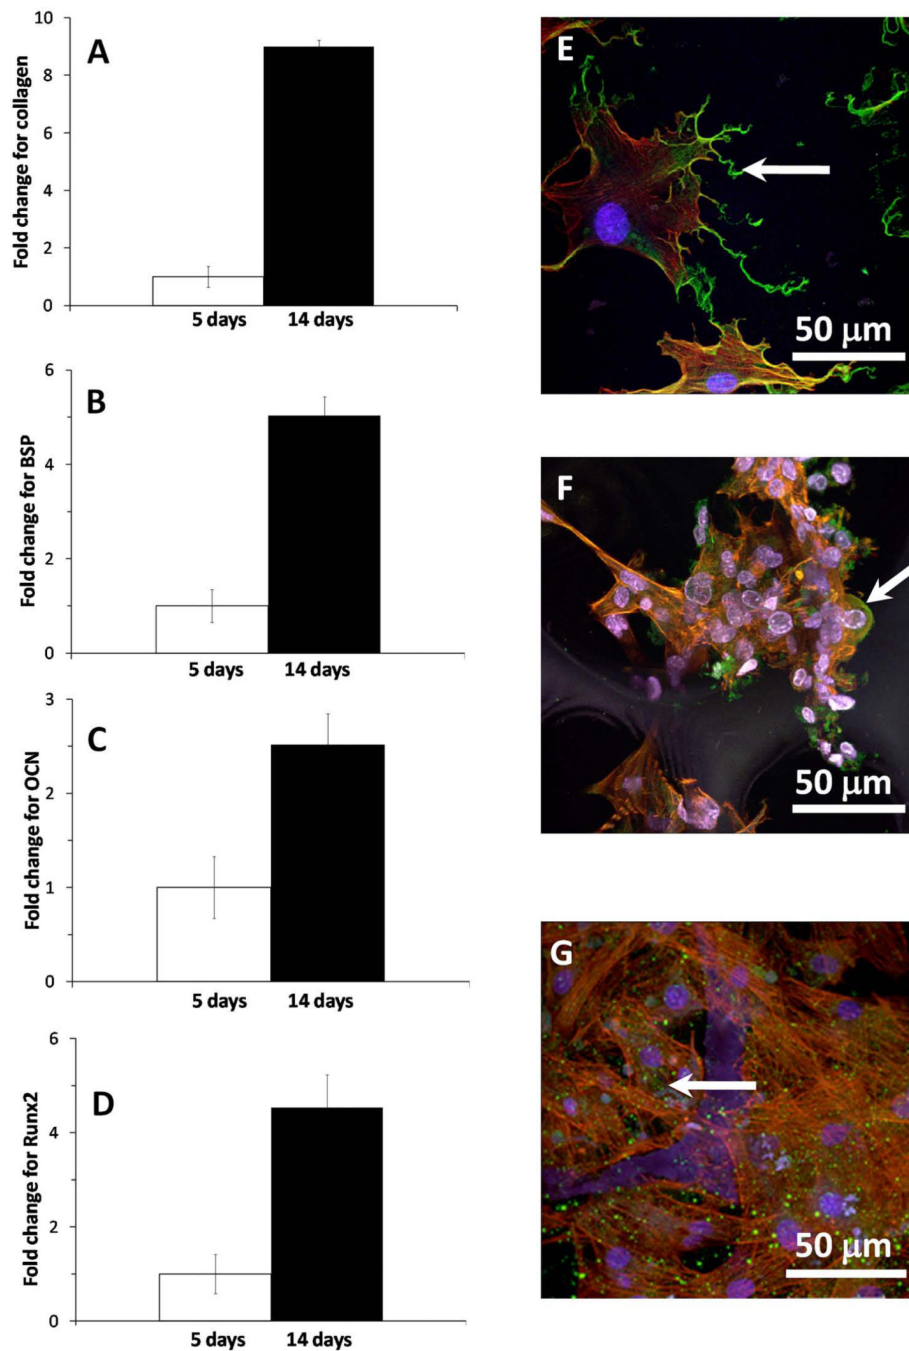 A
Fold change for collagen
10
8
6
4
2
0
5 days 14 days
B
Fold change for BSP
6
4
2
0
5 days 14 days
C
Fold change for OCN
3
2
1
0
5 days 14 days
D
Fold change for Runx2
6
4
2
0
5 days 14 days
E
50 µm
F
50 µm
G
50 µm